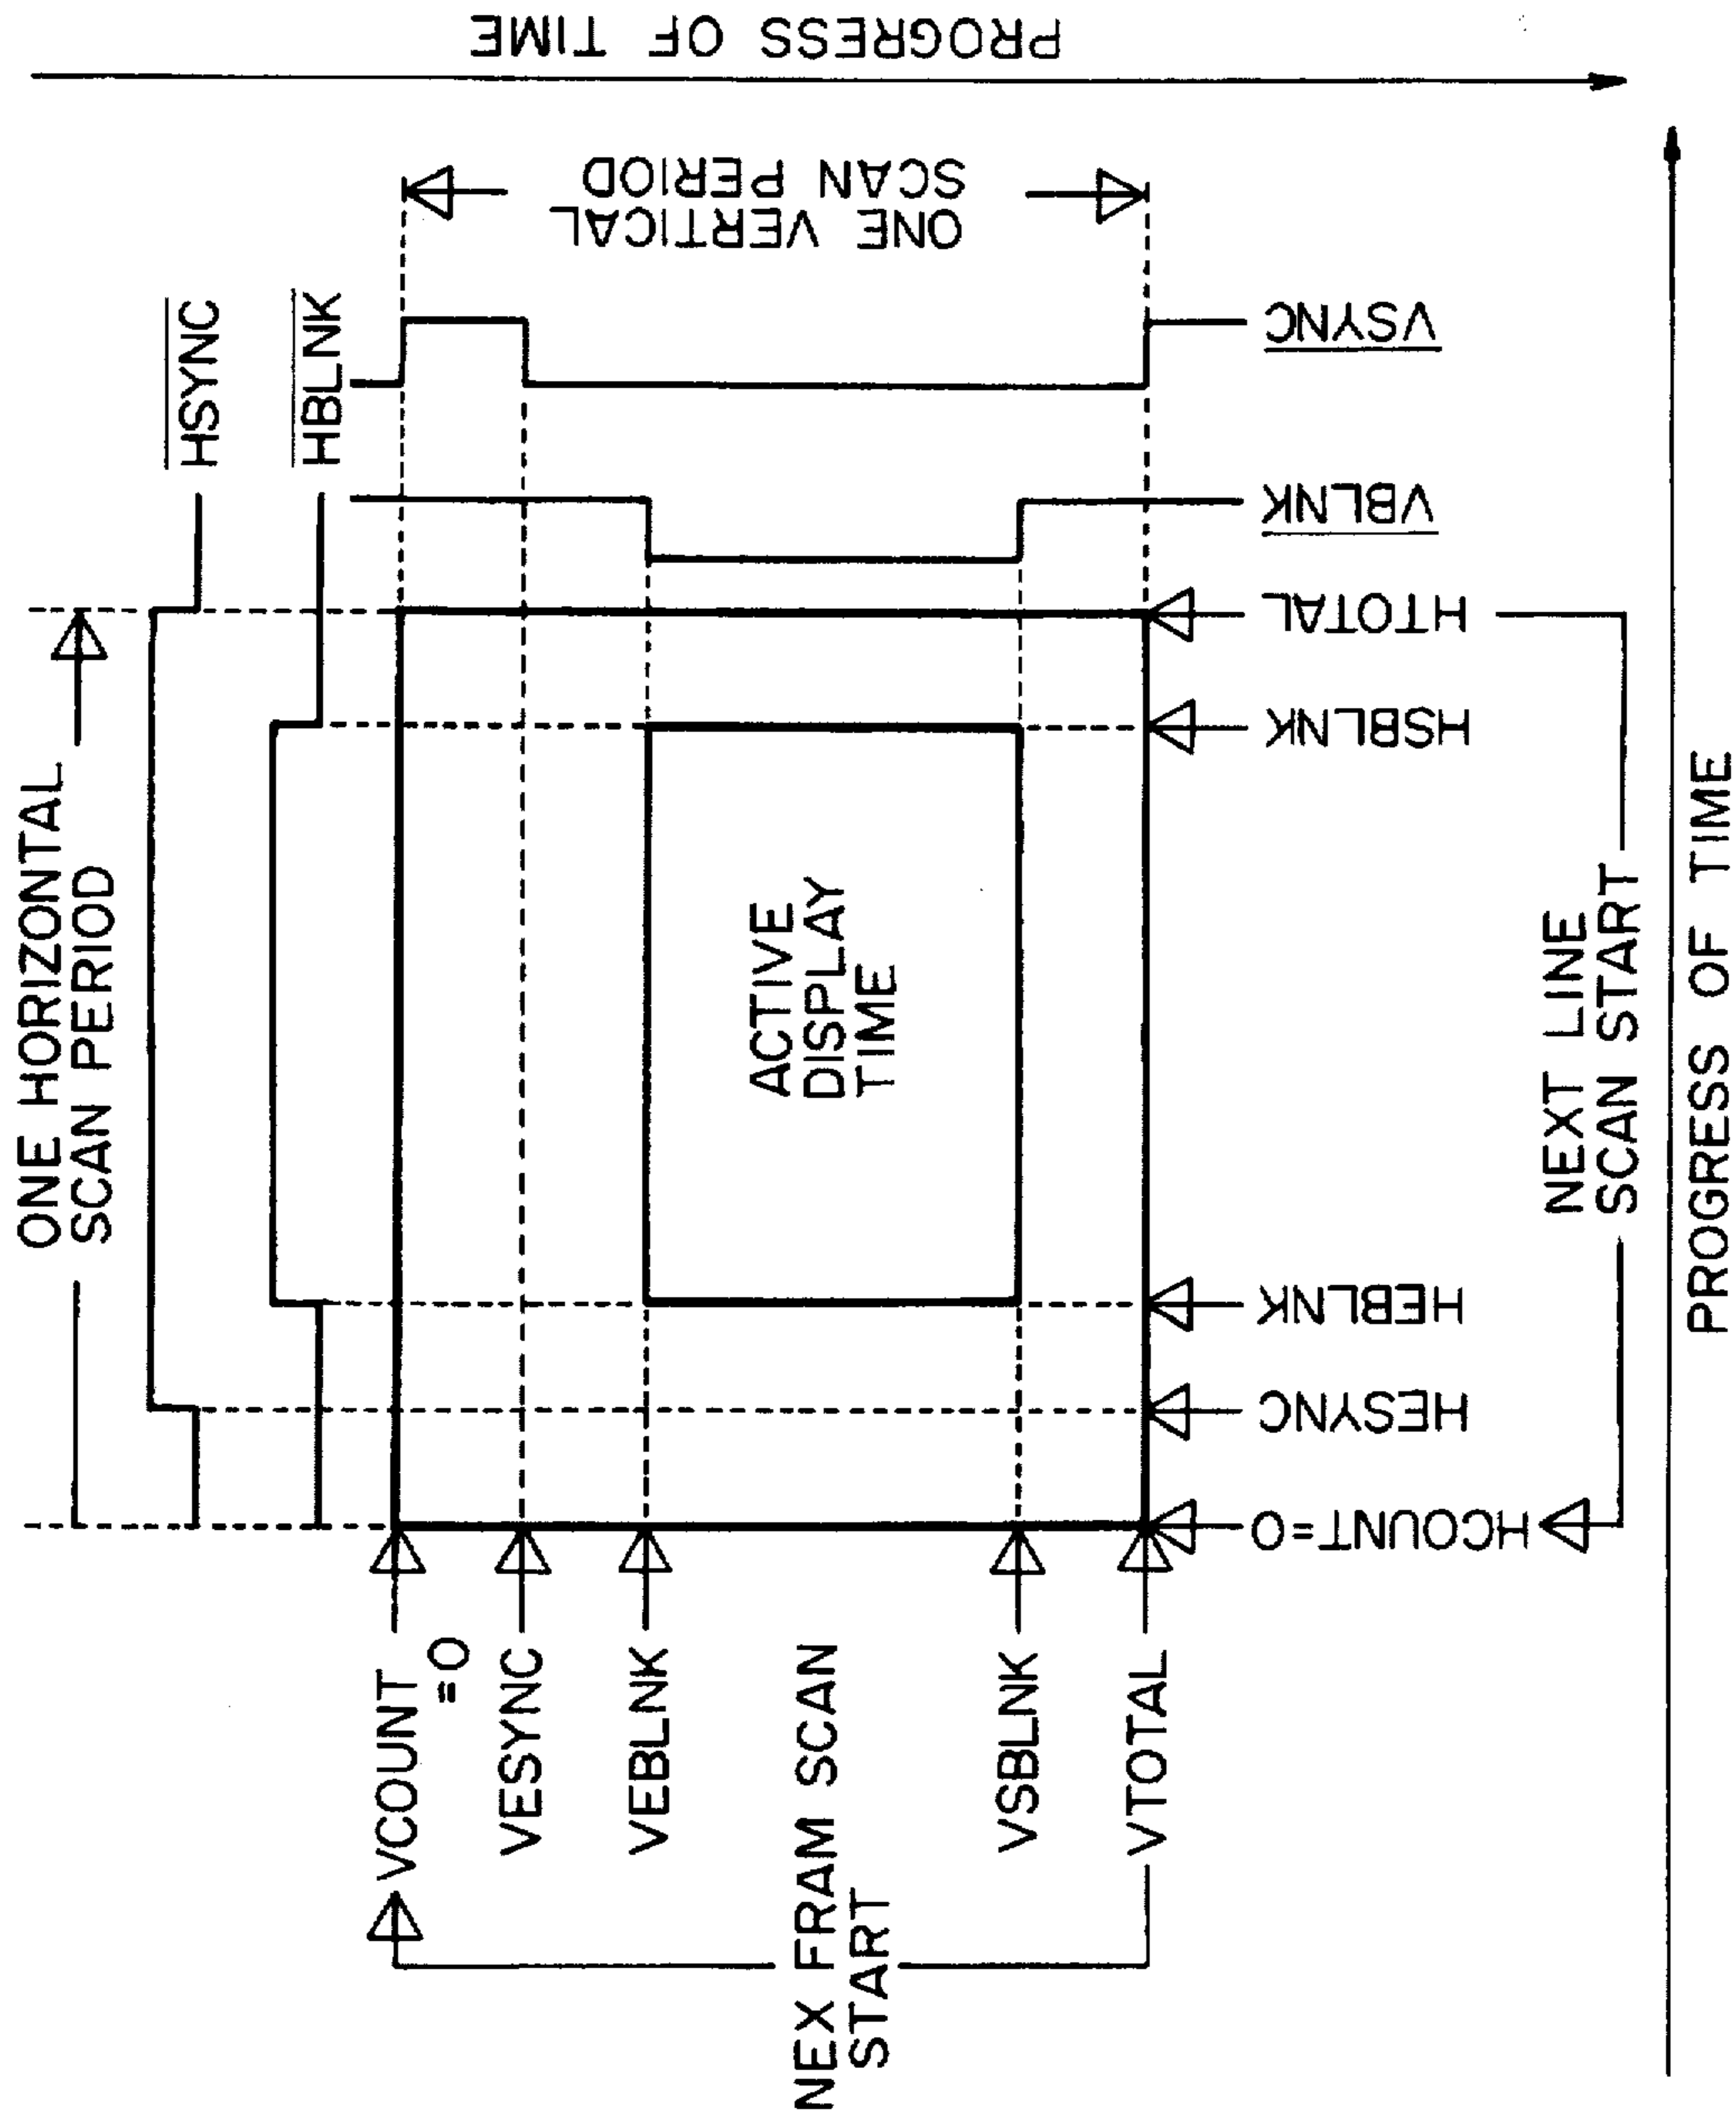 ONE HORIZONTAL
SCAN PERIOD
HSYNC
HBLNK
VCOUNT
=0
VESYNC
VEBLNK
NEX FRAM SCAN
START
VSBLNK
VTOTAL
ACTIVE
DISPLAY
TIME
HCOUNT=0
HESYNC
HEBLNK
HSBLNK
HTOTAL
VBLNK
VSYNC
ONE VERTICAL
SCAN PERIOD
PROGRESS OF TIME
NEXT LINE
SCAN START
PROGRESS OF TIME